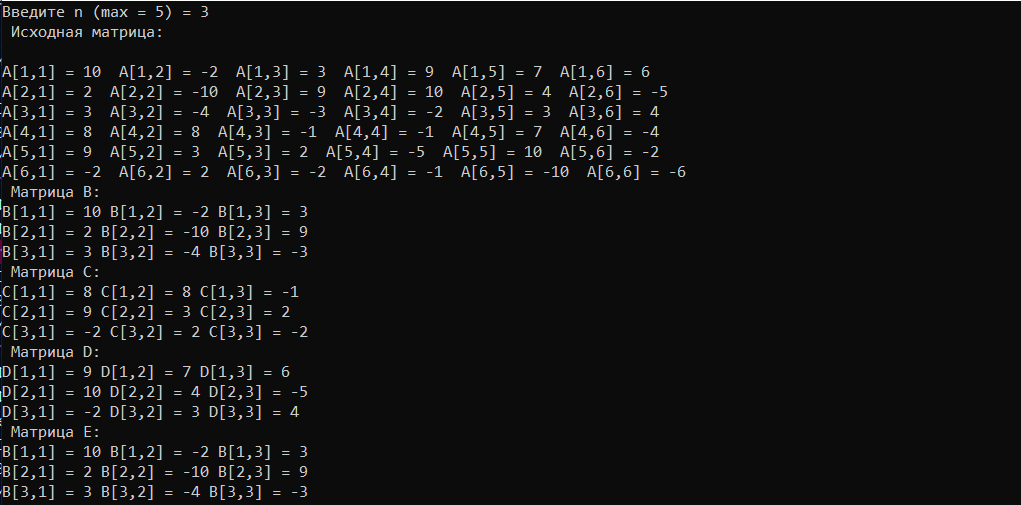 Введите n (max = 5) = 3
Исходная матрица:
A[1,1] = 10  A[1,2] = -2  A[1,3] = 3  A[1,4] = 9  A[1,5] = 7  A[1,6] = 6
A[2,1] = 2  A[2,2] = -10  A[2,3] = 9  A[2,4] = 10  A[2,5] = 4  A[2,6] = -5
A[3,1] = 3  A[3,2] = -4  A[3,3] = -3  A[3,4] = -2  A[3,5] = 3  A[3,6] = 4
A[4,1] = 8  A[4,2] = 8  A[4,3] = -1  A[4,4] = -1  A[4,5] = 7  A[4,6] = -4
A[5,1] = 9  A[5,2] = 3  A[5,3] = 2  A[5,4] = -5  A[5,5] = 10  A[5,6] = -2
A[6,1] = -2  A[6,2] = 2  A[6,3] = -2  A[6,4] = -1  A[6,5] = -10  A[6,6] = -6
Матрица B:
B[1,1] = 10 B[1,2] = -2 B[1,3] = 3
B[2,1] = 2 B[2,2] = -10 B[2,3] = 9
B[3,1] = 3 B[3,2] = -4 B[3,3] = -3
Матрица C:
C[1,1] = 8 C[1,2] = 8 C[1,3] = -1
C[2,1] = 9 C[2,2] = 3 C[2,3] = 2
C[3,1] = -2 C[3,2] = 2 C[3,3] = -2
Матрица D:
D[1,1] = 9 D[1,2] = 7 D[1,3] = 6
D[2,1] = 10 D[2,2] = 4 D[2,3] = -5
D[3,1] = -2 D[3,2] = 3 D[3,3] = 4
Матрица E:
B[1,1] = 10 B[1,2] = -2 B[1,3] = 3
B[2,1] = 2 B[2,2] = -10 B[2,3] = 9
B[3,1] = 3 B[3,2] = -4 B[3,3] = -3